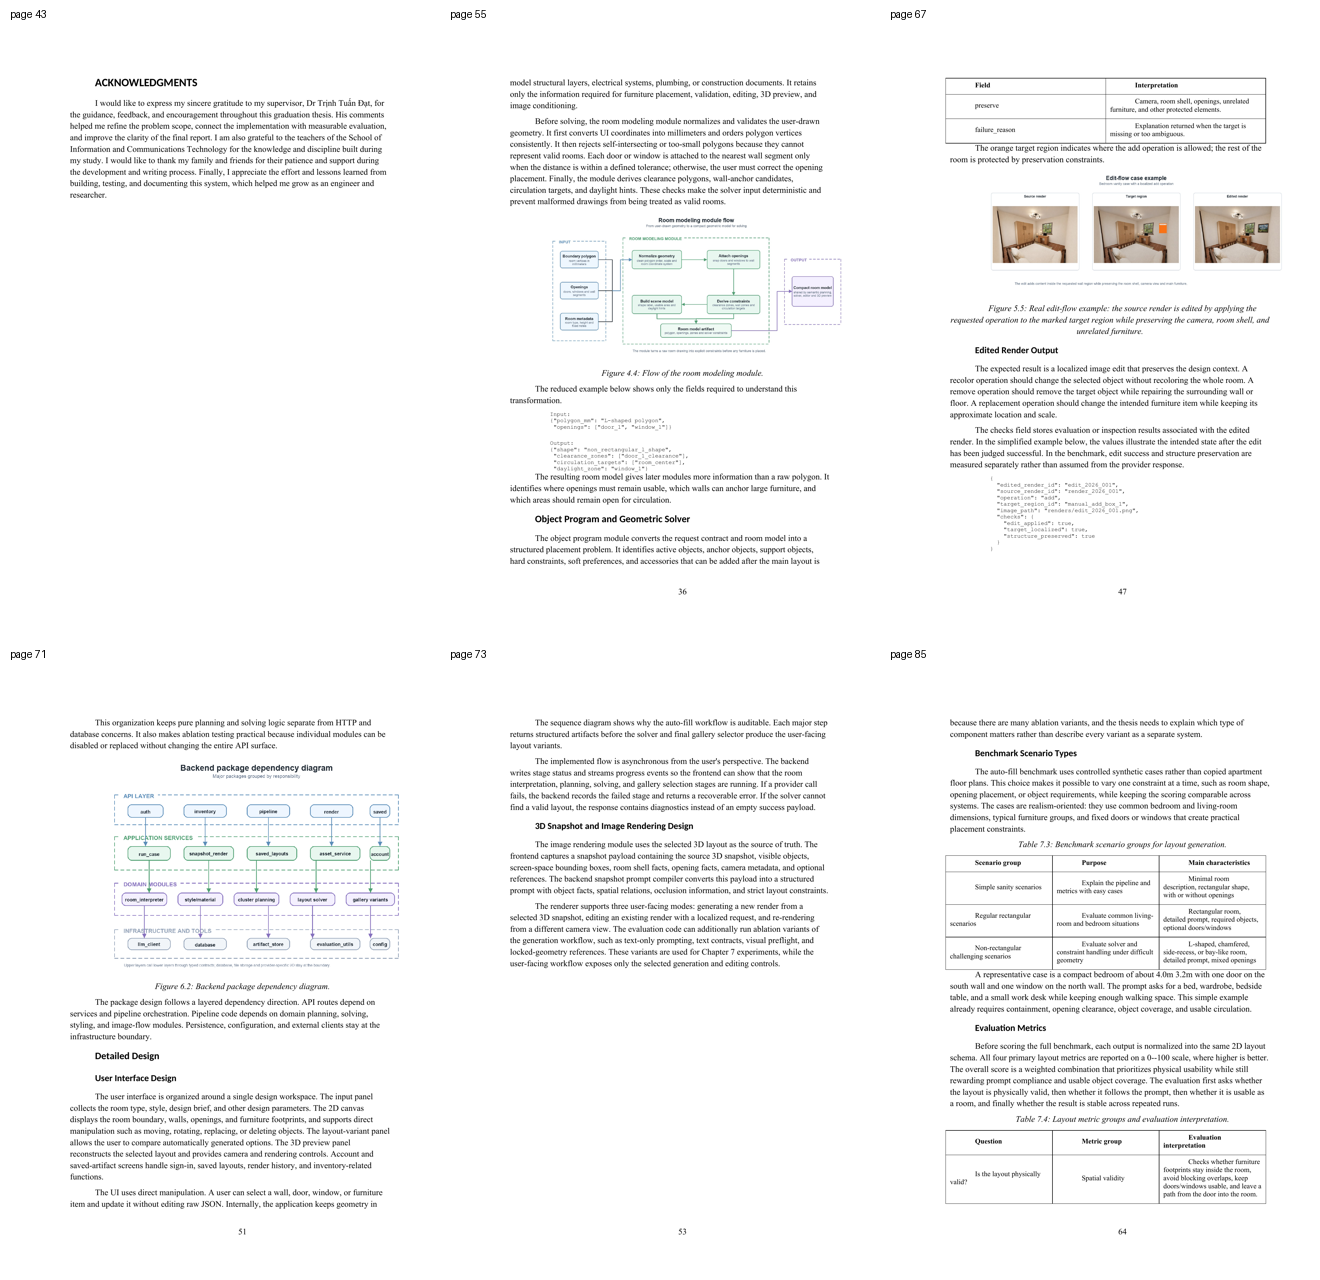 page 43
ACKNOWLEDGMENTS
I would like to express my sincere gratitude to my supervisor, Dr Trịnh Tuấn Đạt, for
the guidance, feedback, and encouragement throughout this graduation thesis. His comments
helped me refine the problem scope, connect the implementation with measurable evaluation,
and improve the clarity of the final report. I am also grateful to the teachers of the School of
Information and Communications Technology for the knowledge and discipline built during
my study. I would like to thank my family and friends for their patience and support during
the development and writing process. Finally, I appreciate the effort and lessons learned from
building, testing, and documenting this system, which helped me grow as an engineer and
researcher.
page 55
model structural layers, electrical systems, plumbing, or construction documents. It retains
only the information required for furniture placement, validation, editing, 3D preview, and
image conditioning.
Before solving, the room modeling module normalizes and validates the user-drawn
geometry. It first converts UI coordinates into millimeters and orders polygon vertices
consistently. It then rejects self-intersecting or too-small polygons because they cannot
represent valid rooms. Each door or window is attached to the nearest wall segment only
when the distance is within a defined tolerance; otherwise, the user must correct the opening
placement. Finally, the module derives clearance polygons, wall-anchor candidates,
circulation targets, and daylight hints. These checks make the solver input deterministic and
prevent malformed drawings from being treated as valid rooms.
Room modeling module flow
INPUT
ROOM MODELING MODULE
OUTPUT
Boundary polygon
Openings
Room metadata
Normalize geometry
Attach openings
Build scene model
Derive constraints
Room model artifact
Compact room model
Figure 4.4: Flow of the room modeling module.
The reduced example below shows only the fields required to understand this
transformation.
Input:
{"polygon_mm": "L-shaped polygon",
"openings": ["door_1", "window_1"]}
Output:
{"shape": "non_rectangular_l_shape",
"clearance_zones": ["door_1_clearance"],
"circulation_targets": ["room_center"],
"daylight_zone": "window_1"}
The resulting room model gives later modules more information than a raw polygon. It
identifies where openings must remain usable, which walls can anchor large furniture, and
which areas should remain open for circulation.
Object Program and Geometric Solver
The object program module converts the request contract and room model into a
structured placement problem. It identifies active objects, anchor objects, support objects,
hard constraints, soft preferences, and accessories that can be added after the main layout is
36
page 67
Field Interpretation
preserve Camera, room shell, openings, unrelated
furniture, and other protected elements.
failure_reason Explanation returned when the target is
missing or too ambiguous.
The orange target region indicates where the add operation is allowed; the rest of the
room is protected by preservation constraints.
Edit-flow case example
Source render Target region Edited render
Figure 5.5: Real edit-flow example: the source render is edited by applying the
requested operation to the marked target region while preserving the camera, room shell, and
unrelated furniture.
Edited Render Output
The expected result is a localized image edit that preserves the design context. A
recolor operation should change the selected object without recoloring the whole room. A
remove operation should remove the target object while repairing the surrounding wall or
floor. A replacement operation should change the intended furniture item while keeping its
approximate location and scale.
The checks field stores evaluation or inspection results associated with the edited
render. In the simplified example below, the values illustrate the intended state after the edit
has been judged successful. In the benchmark, edit success and structure preservation are
measured separately rather than assumed from the provider response.
{
"edited_render_id": "edit_2026_001",
"source_render_id": "render_2026_001",
"operation": "add",
"target_region_id": "manual_add_box_1",
"image_path": "renders/edit_2026_001.png",
"checks": {
"edit_applied": true,
"target_localized": true,
"structure_preserved": true
}
}
47
page 71
This organization keeps pure planning and solving logic separate from HTTP and
database concerns. It also makes ablation testing practical because individual modules can be
disabled or replaced without changing the entire API surface.
Backend package dependency diagram
Major packages grouped by responsibility
API LAYER
auth inventory pipeline render saved
APPLICATION SERVICES
run_case snapshot_render saved_layouts asset_service account
DOMAIN MODULES
room_interpreter style/material cluster planning layout solver gallery variants
INFRASTRUCTURE AND TOOLS
llm_client database artifact_store evaluation_utils config
Figure 6.2: Backend package dependency diagram.
The package design follows a layered dependency direction. API routes depend on
services and pipeline orchestration. Pipeline code depends on domain planning, solving,
styling, and image-flow modules. Persistence, configuration, and external clients stay at the
infrastructure boundary.
Detailed Design
User Interface Design
The user interface is organized around a single design workspace. The input panel
collects the room type, style, design brief, and other design parameters. The 2D canvas
displays the room boundary, walls, openings, and furniture footprints, and supports direct
manipulation such as moving, rotating, replacing, or deleting objects. The layout-variant panel
allows the user to compare automatically generated options. The 3D preview panel
reconstructs the selected layout and provides camera and rendering controls. Account and
saved-artifact screens handle sign-in, saved layouts, render history, and inventory-related
functions.
The UI uses direct manipulation. A user can select a wall, door, window, or furniture
item and update it without editing raw JSON. Internally, the application keeps geometry in
51
page 73
The sequence diagram shows why the auto-fill workflow is auditable. Each major step
returns structured artifacts before the solver and final gallery selector produce the user-facing
layout variants.
The implemented flow is asynchronous from the user's perspective. The backend
writes stage status and streams progress events so the frontend can show that the room
interpretation, planning, solving, and gallery selection stages are running. If a provider call
fails, the backend records the failed stage and returns a recoverable error. If the solver cannot
find a valid layout, the response contains diagnostics instead of an empty success payload.
3D Snapshot and Image Rendering Design
The image rendering module uses the selected 3D layout as the source of truth. The
frontend captures a snapshot payload containing the source 3D snapshot, visible objects,
screen-space bounding boxes, room shell facts, opening facts, camera metadata, and optional
references. The backend snapshot prompt compiler converts this payload into a structured
prompt with object facts, spatial relations, occlusion information, and strict layout constraints.
The renderer supports three user-facing modes: generating a new render from a
selected 3D snapshot, editing an existing render with a localized request, and re-rendering
from a different camera view. The evaluation code can additionally run ablation variants of
the generation workflow, such as text-only prompting, text contracts, visual preflight, and
locked-geometry references. These variants are used for Chapter 7 experiments, while the
user-facing workflow exposes only the selected generation and editing controls.
53
page 85
because there are many ablation variants, and the thesis needs to explain which type of
component matters rather than describe every variant as a separate system.
Benchmark Scenario Types
The auto-fill benchmark uses controlled synthetic cases rather than copied apartment
floor plans. This choice makes it possible to vary one constraint at a time, such as room shape,
opening placement, or object requirements, while keeping the scoring comparable across
systems. The cases are realism-oriented: they use common bedroom and living-room
dimensions, typical furniture groups, and fixed doors or windows that create practical
placement constraints.
Table 7.3: Benchmark scenario groups for layout generation.
Scenario group Purpose Main characteristics
Simple sanity scenarios Explain the pipeline and
metrics with easy cases Minimal room
description, rectangular shape,
with or without openings
Regular rectangular
scenarios Evaluate common living-
room and bedroom situations Rectangular room,
detailed prompt, required objects,
optional doors/windows
Non-rectangular
challenging scenarios Evaluate solver and
constraint handling under difficult
geometry L-shaped, chamfered,
side-recess, or bay-like room,
detailed prompt, mixed openings
A representative case is a compact bedroom of about 4.0m 3.2m with one door on the
south wall and one window on the north wall. The prompt asks for a bed, wardrobe, bedside
table, and a small work desk while keeping enough walking space. This simple example
already requires containment, opening clearance, object coverage, and usable circulation.
Evaluation Metrics
Before scoring the full benchmark, each output is normalized into the same 2D layout
schema. All four primary layout metrics are reported on a 0--100 scale, where higher is better.
The overall score is a weighted combination that prioritizes physical usability while still
rewarding prompt compliance and usable object coverage. The evaluation first asks whether
the layout is physically valid, then whether it follows the prompt, then whether it is usable as
a room, and finally whether the result is stable across repeated runs.
Table 7.4: Layout metric groups and evaluation interpretation.
Question Metric group Evaluation
interpretation
Is the layout physically
valid? Spatial validity Checks whether furniture
footprints stay inside the room,
avoid blocking overlaps, keep
doors/windows usable, and leave a
path from the door into the room.
64